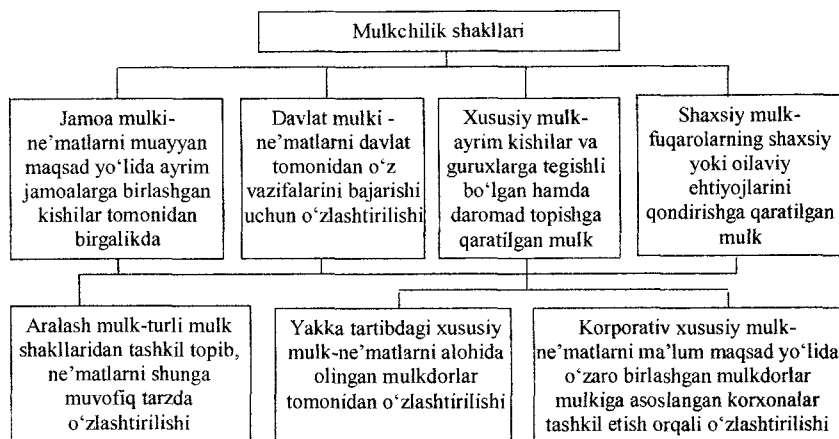 Mulkchilik shakllari
Jamoa mulki-
ne’matlarni muayyan
maqsad yo‘lida ayrim
jamoalarga birlashgan
kishilar tomonidan
birgalikda
Davlat mulki -
ne’matlarni davlat
tomonidan o‘z
vazifalarini bajarishi
uchun o‘zlashtirilishi
Xususiy mulk-
ayrim kishilar va
guruxlarga tegishli
bo‘lgan hamda
daromad topishga
qaratilgan mulk
Shaxsiy mulk-
fuqarolarning shaxsiy
yoki oilaviy
ehtiyojlarini
qondirishga qaratilgan
mulk
Aralash mulk-turli mulk
shakllaridan tashkil topib,
ne’matlarni shunga
muvofiq tarzda
o‘zlashtirilishi
Yakka tartibdagi xususiy
mulk-ne’matlarni alohida
olingan mulkdorlar
tomonidan o‘zlashtirilishi
Korporativ xususiy mulk-
ne’matlarni ma’lum maqsad yo‘lida
o‘zaro birlashgan mulkdorlar
mulkiga asoslangan korxonalar
tashkil etish orqali o‘zlashtirilishi